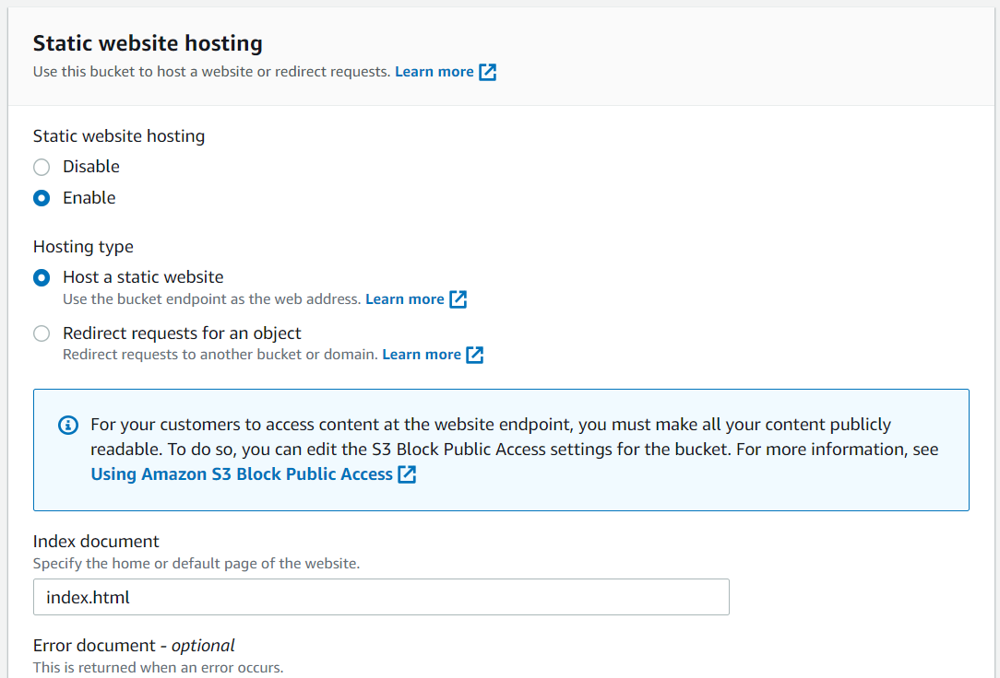 Static website hosting
Use this bucket to host a website or redirect requests. Learn more
Static website hosting
Disable
Enable
Hosting type
Host a static website
Use the bucket endpoint as the web address. Learn more
Redirect requests for an object
Redirect requests to another bucket or domain. Learn more
For your customers to access content at the website endpoint, you must make all your content publicly
readable. To do so, you can edit the S3 Block Public Access settings for the bucket. For more information, see
Using Amazon S3 Block Public Access
Index document
Specify the home or default page of the website.
index.html
Error document - optional
This is returned when an error occurs.